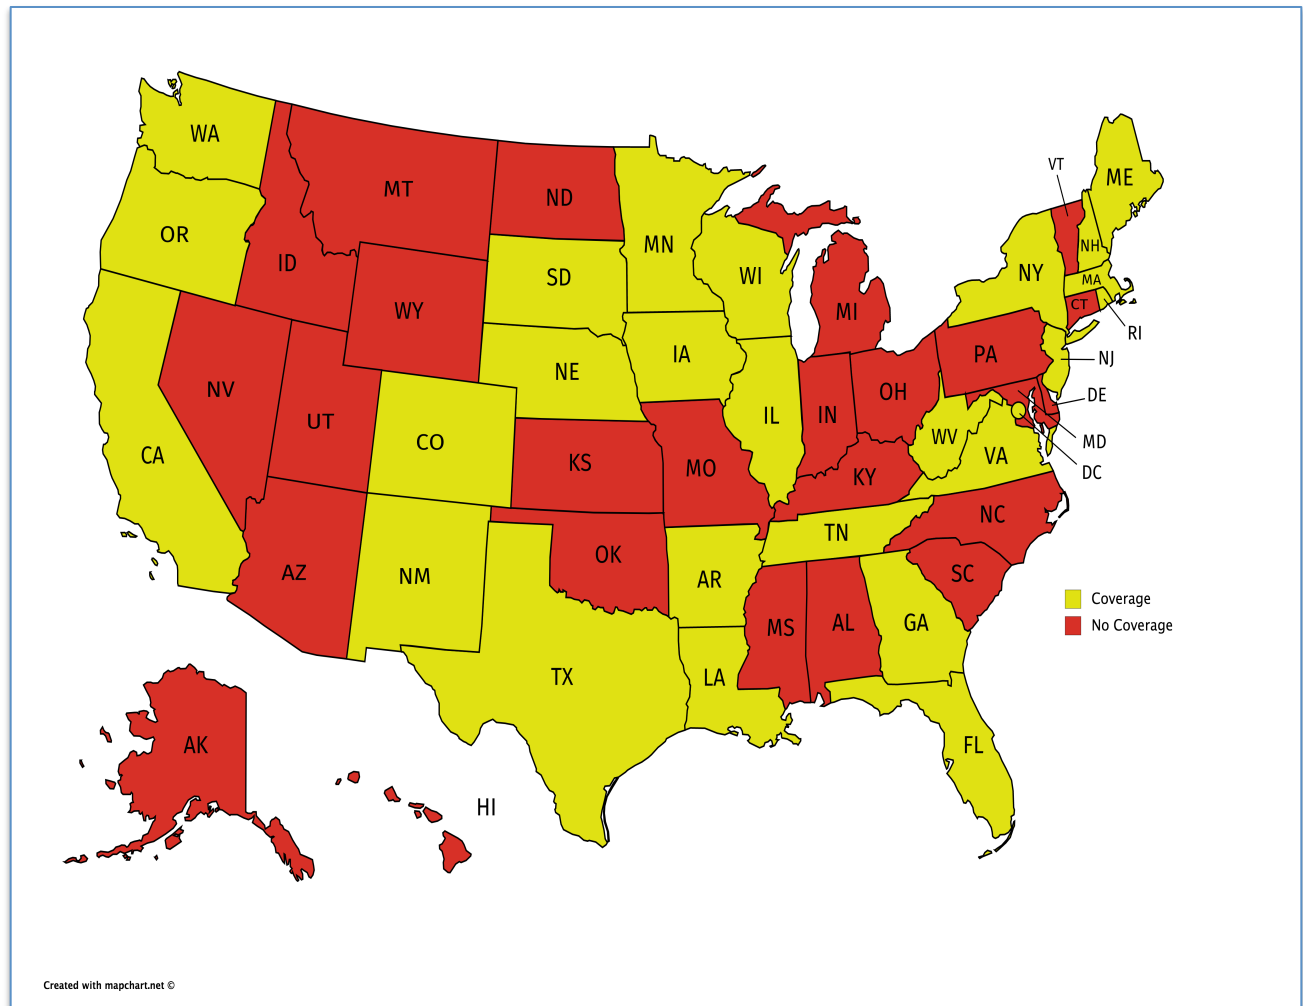 WA
MT
ND
OR
ID
MN
SD
WI
WY
MI
NE
IA
NV
UT
CO
CA
KS
MO
IL
IN
OH
PA
NY
VT
ME
NH
MA
CT
RI
NJ
DE
MD
DC
WV
VA
KY
NC
TN
AZ
NM
OK
AR
SC
MS
AL
GA
TX
LA
FL
AK
HI
Coverage
No Coverage
Created with mapchart.net ©